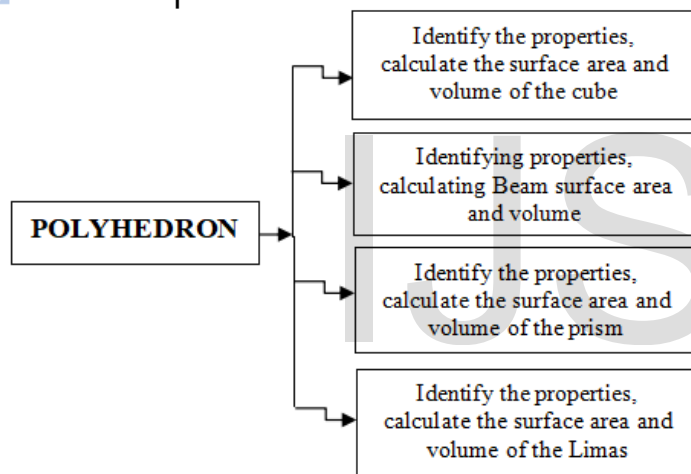 Identify the properties,
calculate the surface area and
volume of the cube
Identifying properties,
calculating Beam surface area
and volume
POLYHEDRON
Identify the properties,
calculate the surface area and
volume of the prism
Identify the properties,
calculate the surface area and
volume of the Limas
IJS